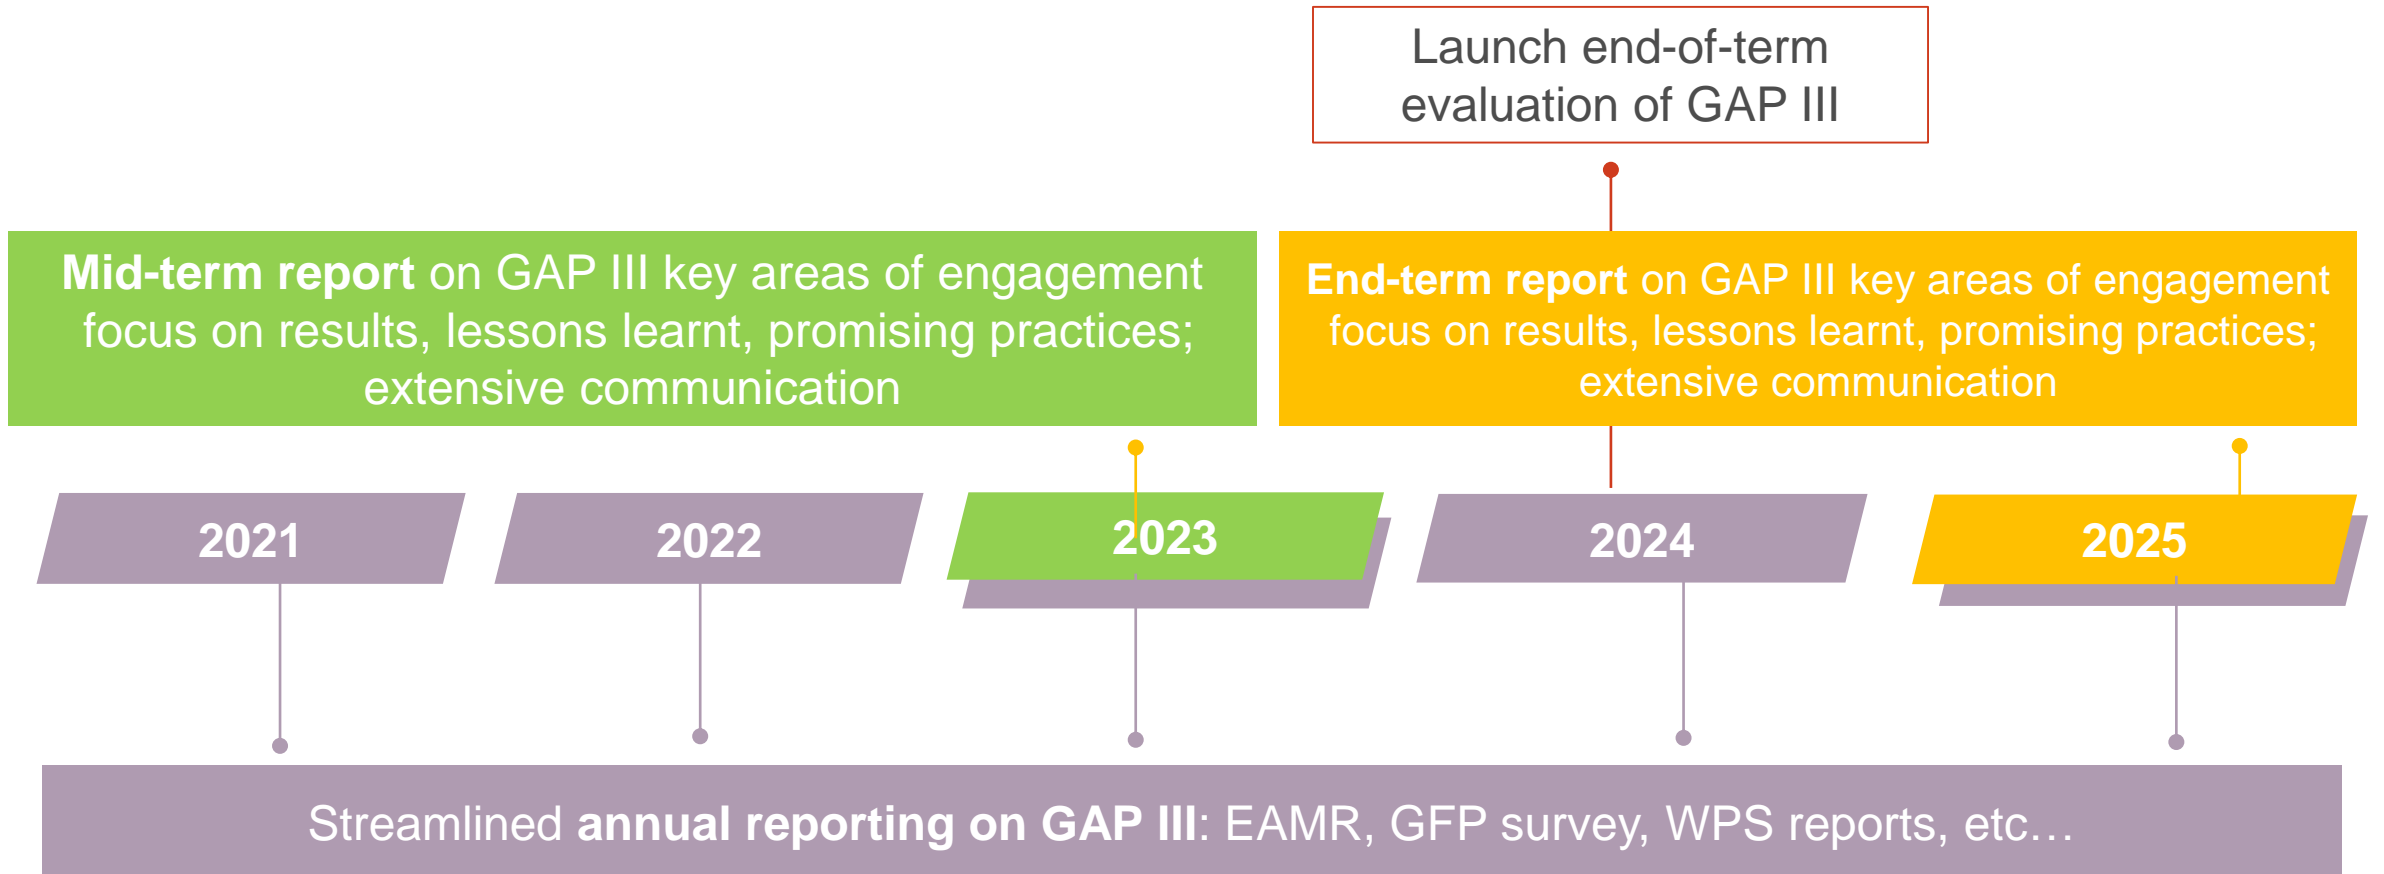 Launch end-of-term
evaluation of GAP III
Mid-term report on GAP III key areas of engagement
focus on results, lessons learnt, promising practices;
extensive communication
End-term report on GAP III key areas of engagement
focus on results, lessons learnt, promising practices;
extensive communication
2021
2022
2023
2024
2025
Streamlined annual reporting on GAP III: EAMR, GFP survey, WPS reports, etc…